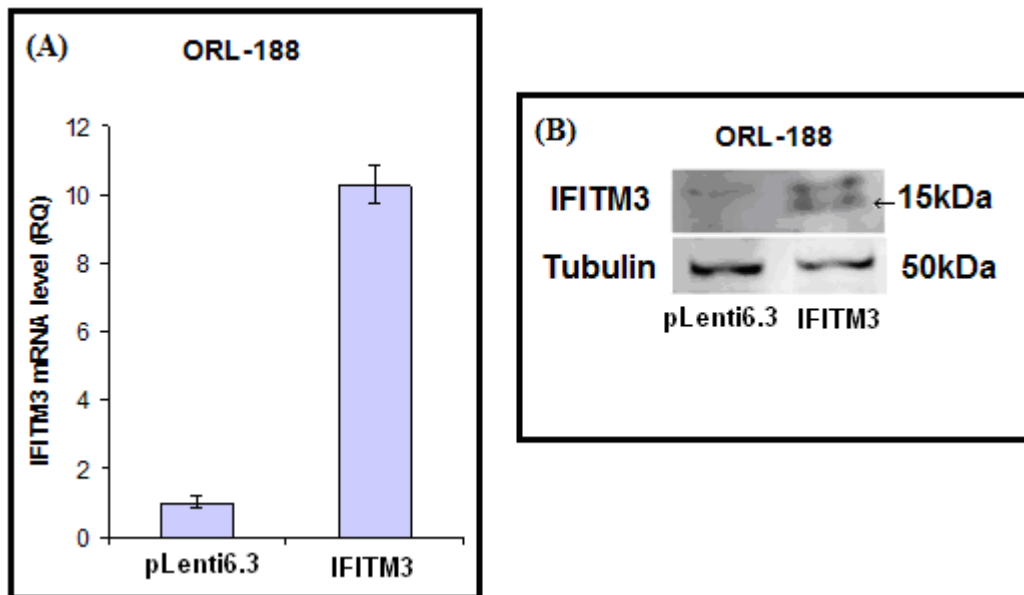 (A)
ORL-188
IFITM3 mRNA level (RQ)
12
10
8
6
4
2
0
pLenti6.3 IFITM3
(B)
ORL-188
IFITM3 ←15kDa
Tubulin 50kDa
pLenti6.3 IFITM3